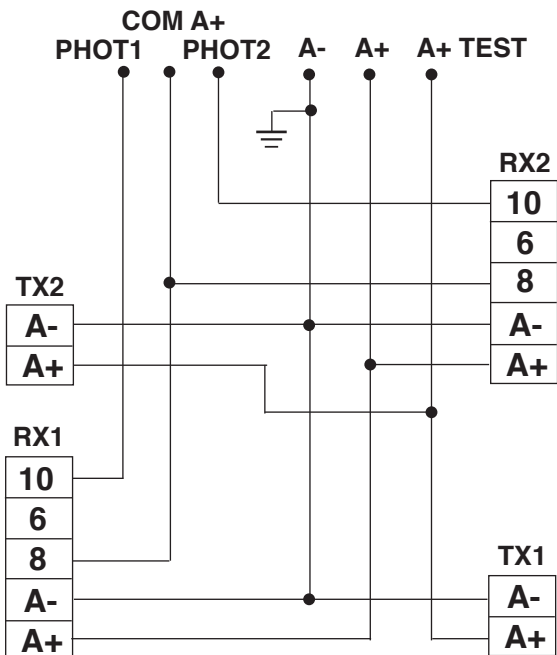 COM A+
PHOT1 PHOT2 A- A+ A+ TEST
RX2
10
6
8
A-
A+
TX2
A-
A+
RX1
10
6
8
A-
A+
TX1
A-
A+